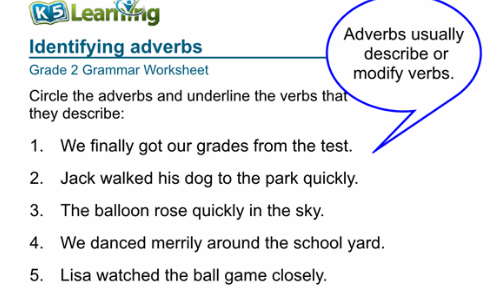 K5 Learning
Identifying adverbs
Grade 2 Grammar Worksheet
Adverbs usually
describe or
modify verbs.
Circle the adverbs and underline the verbs that
they describe:
1. We finally got our grades from the test.
2. Jack walked his dog to the park quickly.
3. The balloon rose quickly in the sky.
4. We danced merrily around the school yard.
5. Lisa watched the ball game closely.